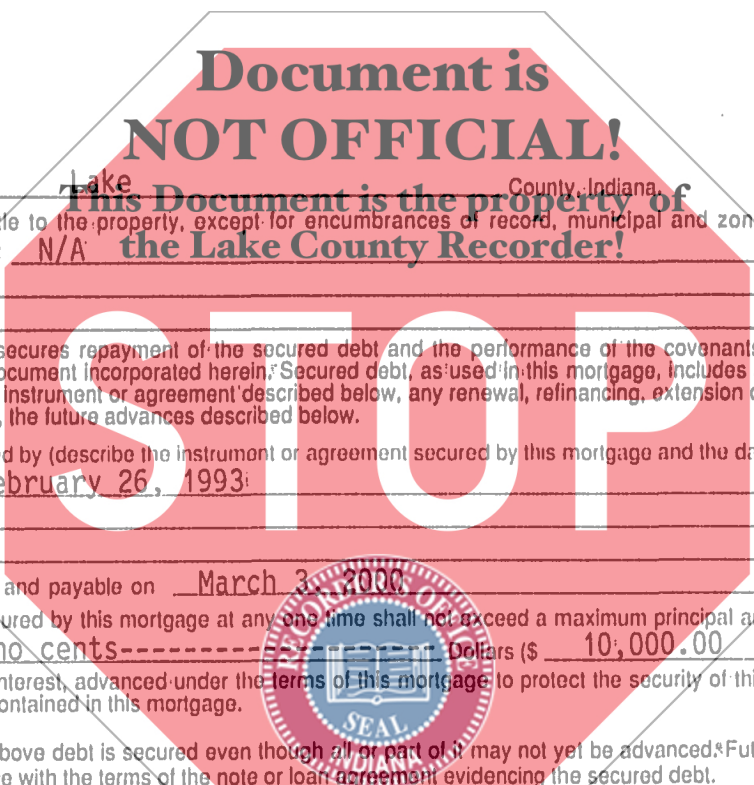 Document is
NOT OFFICIAL!
Lake County, Indiana.
This Document is the property of
le to the property, except for encumbrances of record, municipal and zon
N/A
the Lake County Recorder!
STOP
secures repayment of the secured debt and the performance of the covenants
ocument incorporated herein. Secured debt, as used in this mortgage, includes
instrument or agreement described below, any renewal, refinancing, extension o
, the future advances described below.
d by (describe the instrument or agreement secured by this mortgage and the da
ebruary 26, 1993
and payable on March 3, 2000
ured by this mortgage at any one time shall not exceed a maximum principal a
no cents------------------- Dollars ($ 10,000.00
nterest, advanced under the terms of this mortgage to protect the security of thi
ontained in this mortgage.
RECORDER'S OFFICE
SEAL
INDIANA
bove debt is secured even though all or part of it may not yet be advanced. Fut
e with the terms of the note or loan agreement evidencing the secured debt.